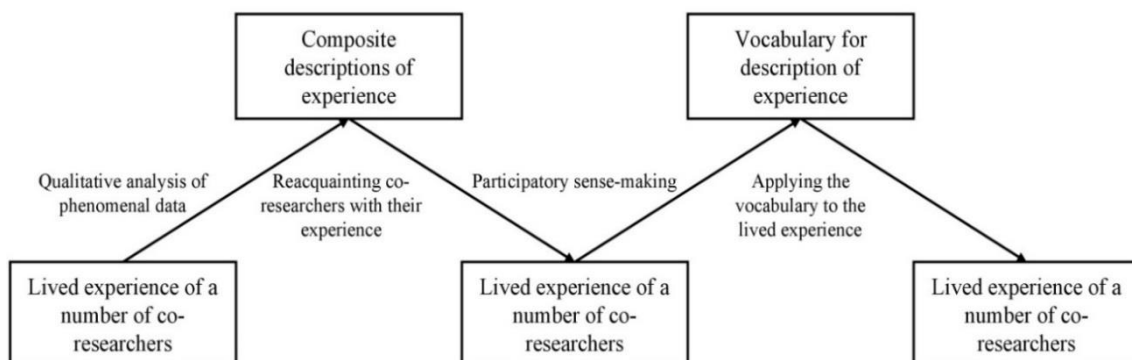 Composite
descriptions of
experience
Vocabulary for
description of
experience
Qualitative analysis of
phenomenal data
Reacquainting co-
researchers with their
experience
Participatory sense-making
Applying the
vocabulary to the
lived experience
Lived experience of a
number of co-
researchers
Lived experience of a
number of co-
researchers
Lived experience of a
number of co-
researchers